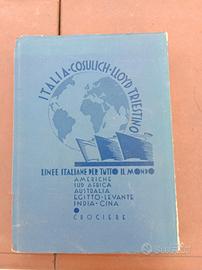 ITALIA-COSULICH-LLOYD TRIESTINO
LINEE ITALIANE PER TUTTO IL MONDO
AMERICHE
SUD AFRICA
AUSTRALIA
EGITTO-LEVANTE
INDIA-CINA
CROCIERE
subito